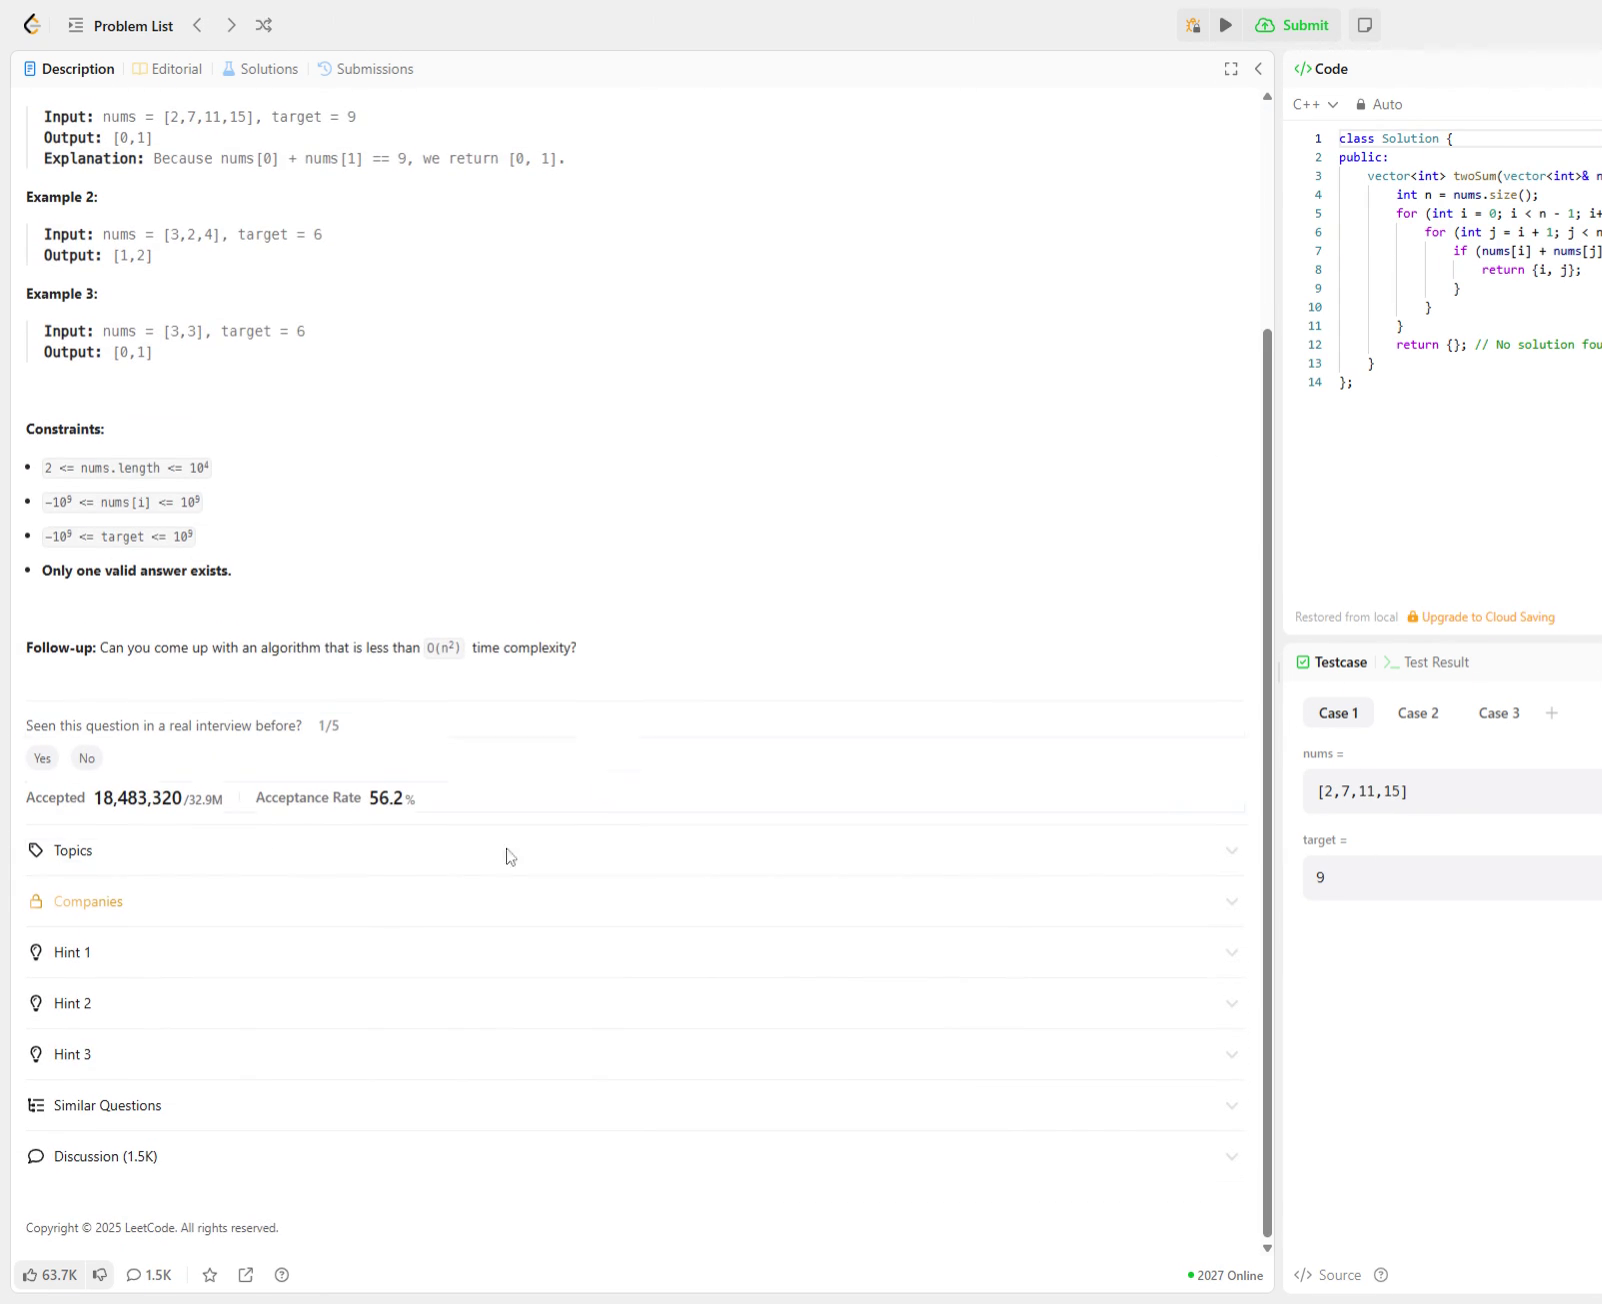 Problem List
Submit
Description Editorial Solutions Submissions
Input: nums = [2,7,11,15], target = 9
Output: [0,1]
Explanation: Because nums[0] + nums[1] == 9, we return [0, 1].
Example 2:
Input: nums = [3,2,4], target = 6
Output: [1,2]
Example 3:
Input: nums = [3,3], target = 6
Output: [0,1]
Constraints:
• 2 <= nums.length <= 10⁴
• -10⁹ <= nums[i] <= 10⁹
• -10⁹ <= target <= 10⁹
• Only one valid answer exists.
Follow-up: Can you come up with an algorithm that is less than O(n²) time complexity?
Seen this question in a real interview before? 1/5
Yes No
Accepted 18,483,320/32.9M Acceptance Rate 56.2%
Topics
Companies
Hint 1
Hint 2
Hint 3
Similar Questions
Discussion (1.5K)
Copyright © 2025 LeetCode. All rights reserved.
63.7K 1.5K 2027 Online
</> Code
C++ Auto
1 class Solution {
2 public:
3 vector<int> twoSum(vector<int>& n
4 int n = nums.size();
5 for (int i = 0; i < n - 1; i+
6 for (int j = i + 1; j < n
7 if (nums[i] + nums[j]
8 return {i, j};
9 }
10 }
11 }
12 return {}; // No solution fou
13 }
14 };
Restored from local Upgrade to Cloud Saving
Testcase >_ Test Result
Case 1 Case 2 Case 3 +
nums =
[2,7,11,15]
target =
9
</> Source